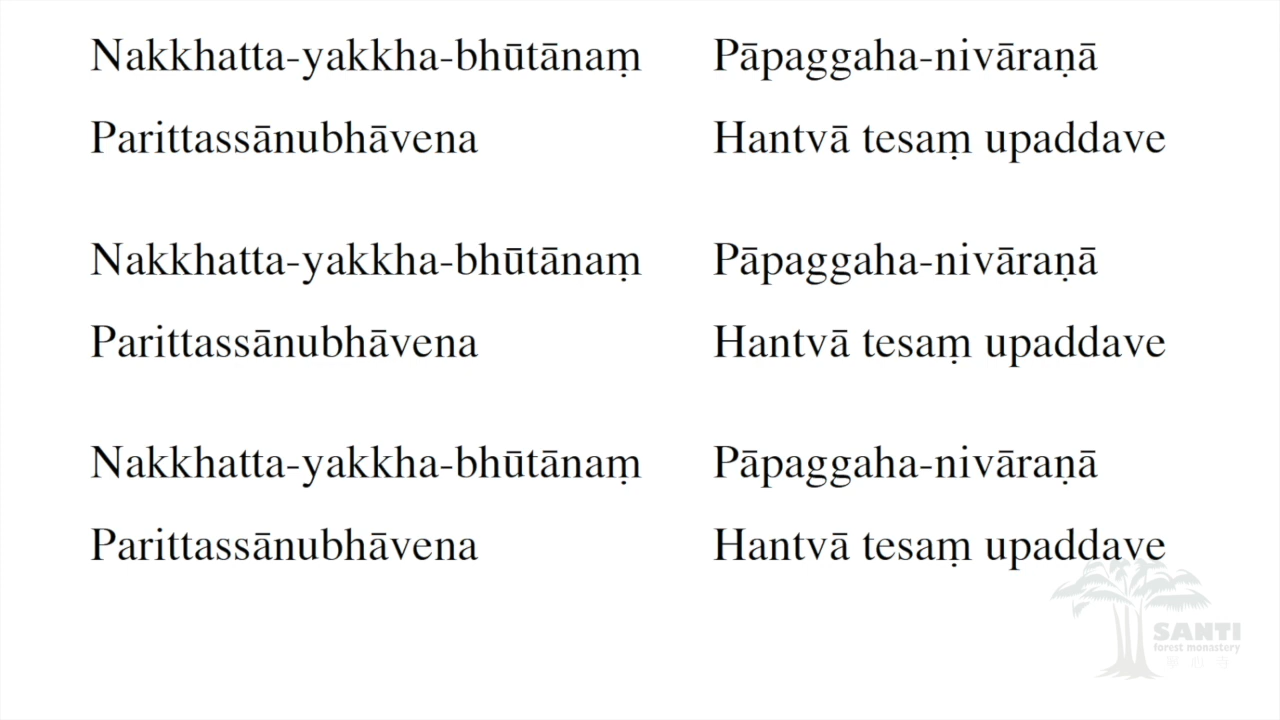 Nakkhatta-yakkha-bhūtānaṃ Pāpaggaha-nivāraṇā
Parittassānubhāvena Hantvā tesaṃ upaddave
Nakkhatta-yakkha-bhūtānaṃ Pāpaggaha-nivāraṇā
Parittassānubhāvena Hantvā tesaṃ upaddave
Nakkhatta-yakkha-bhūtānaṃ Pāpaggaha-nivāraṇā
Parittassānubhāvena Hantvā tesaṃ upaddave
SANTI
forest monastery